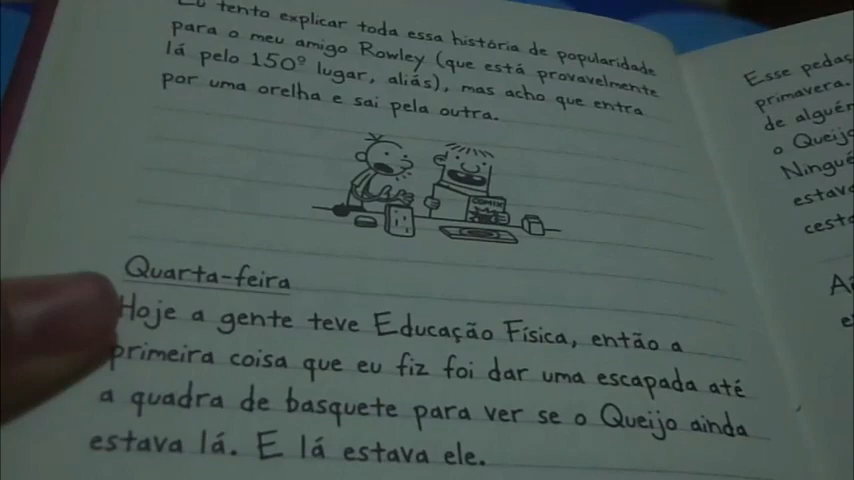 Eu tento explicar toda essa história de popularidade
para o meu amigo Rowley (que está provavelmente
lá pelo 150º lugar, aliás), mas acho que entra
por uma orelha e sai pela outra.
COMIX
Quarta-feira
Hoje a gente teve Educação Física, então a
primeira coisa que eu fiz foi dar uma escapada até
a quadra de basquete para ver se o Queijo ainda
estava lá. E lá estava ele.
Esse pedaç
primavera.
de alguém
o Queijo
Ningué
estava
cesta